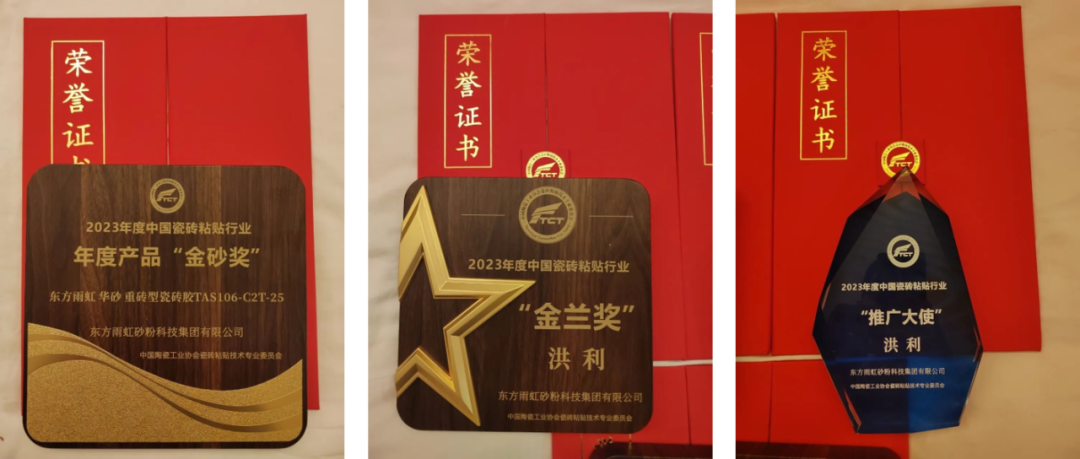 荣誉证书
TCT
2023年度中国瓷砖粘贴行业
年度产品“金砂奖”
东方雨虹 华砂 重砖型瓷砖胶TAS106-C2T-25
东方雨虹砂粉科技集团有限公司
中国陶瓷工业协会瓷砖粘贴技术专业委员会
荣誉证书
TCT
TCT
2023年度中国瓷砖粘贴行业
“金兰奖”
洪利
东方雨虹砂粉科技集团有限公司
中国陶瓷工业协会瓷砖粘贴技术专业委员会
荣誉证书
TCT
TCT
2023年度中国瓷砖粘贴行业
“推广大使”
洪利
东方雨虹砂粉科技集团有限公司
中国陶瓷工业协会瓷砖粘贴技术专业委员会